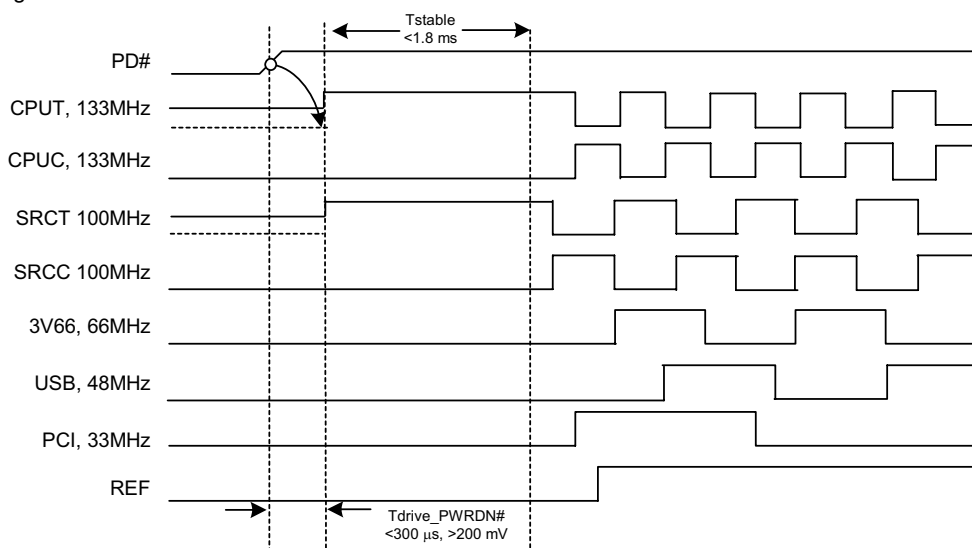 Tstable
<1.8 ms
PD#
CPUT, 133MHz
CPUC, 133MHz
SRCT 100MHz
SRCC 100MHz
3V66, 66MHz
USB, 48MHz
PCI, 33MHz
REF
Tdrive_PWRDN#
<300 μs, >200 mV